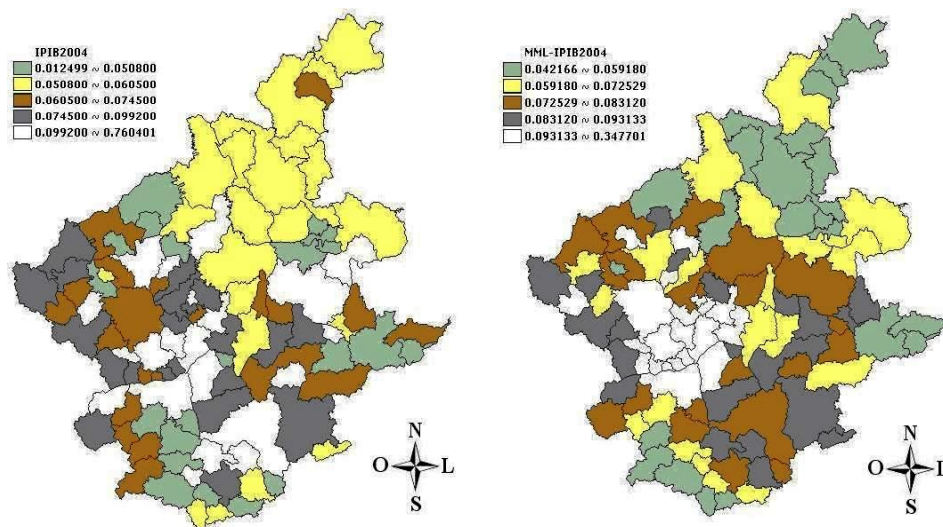 IPIB2004
0.012499 ~ 0.050800
0.050800 ~ 0.060500
0.060500 ~ 0.074500
0.074500 ~ 0.099200
0.099200 ~ 0.760401
N
O L
S
MML-IPIB2004
0.042166 ~ 0.059180
0.059180 ~ 0.072529
0.072529 ~ 0.083120
0.083120 ~ 0.093133
0.093133 ~ 0.347701
N
O
S